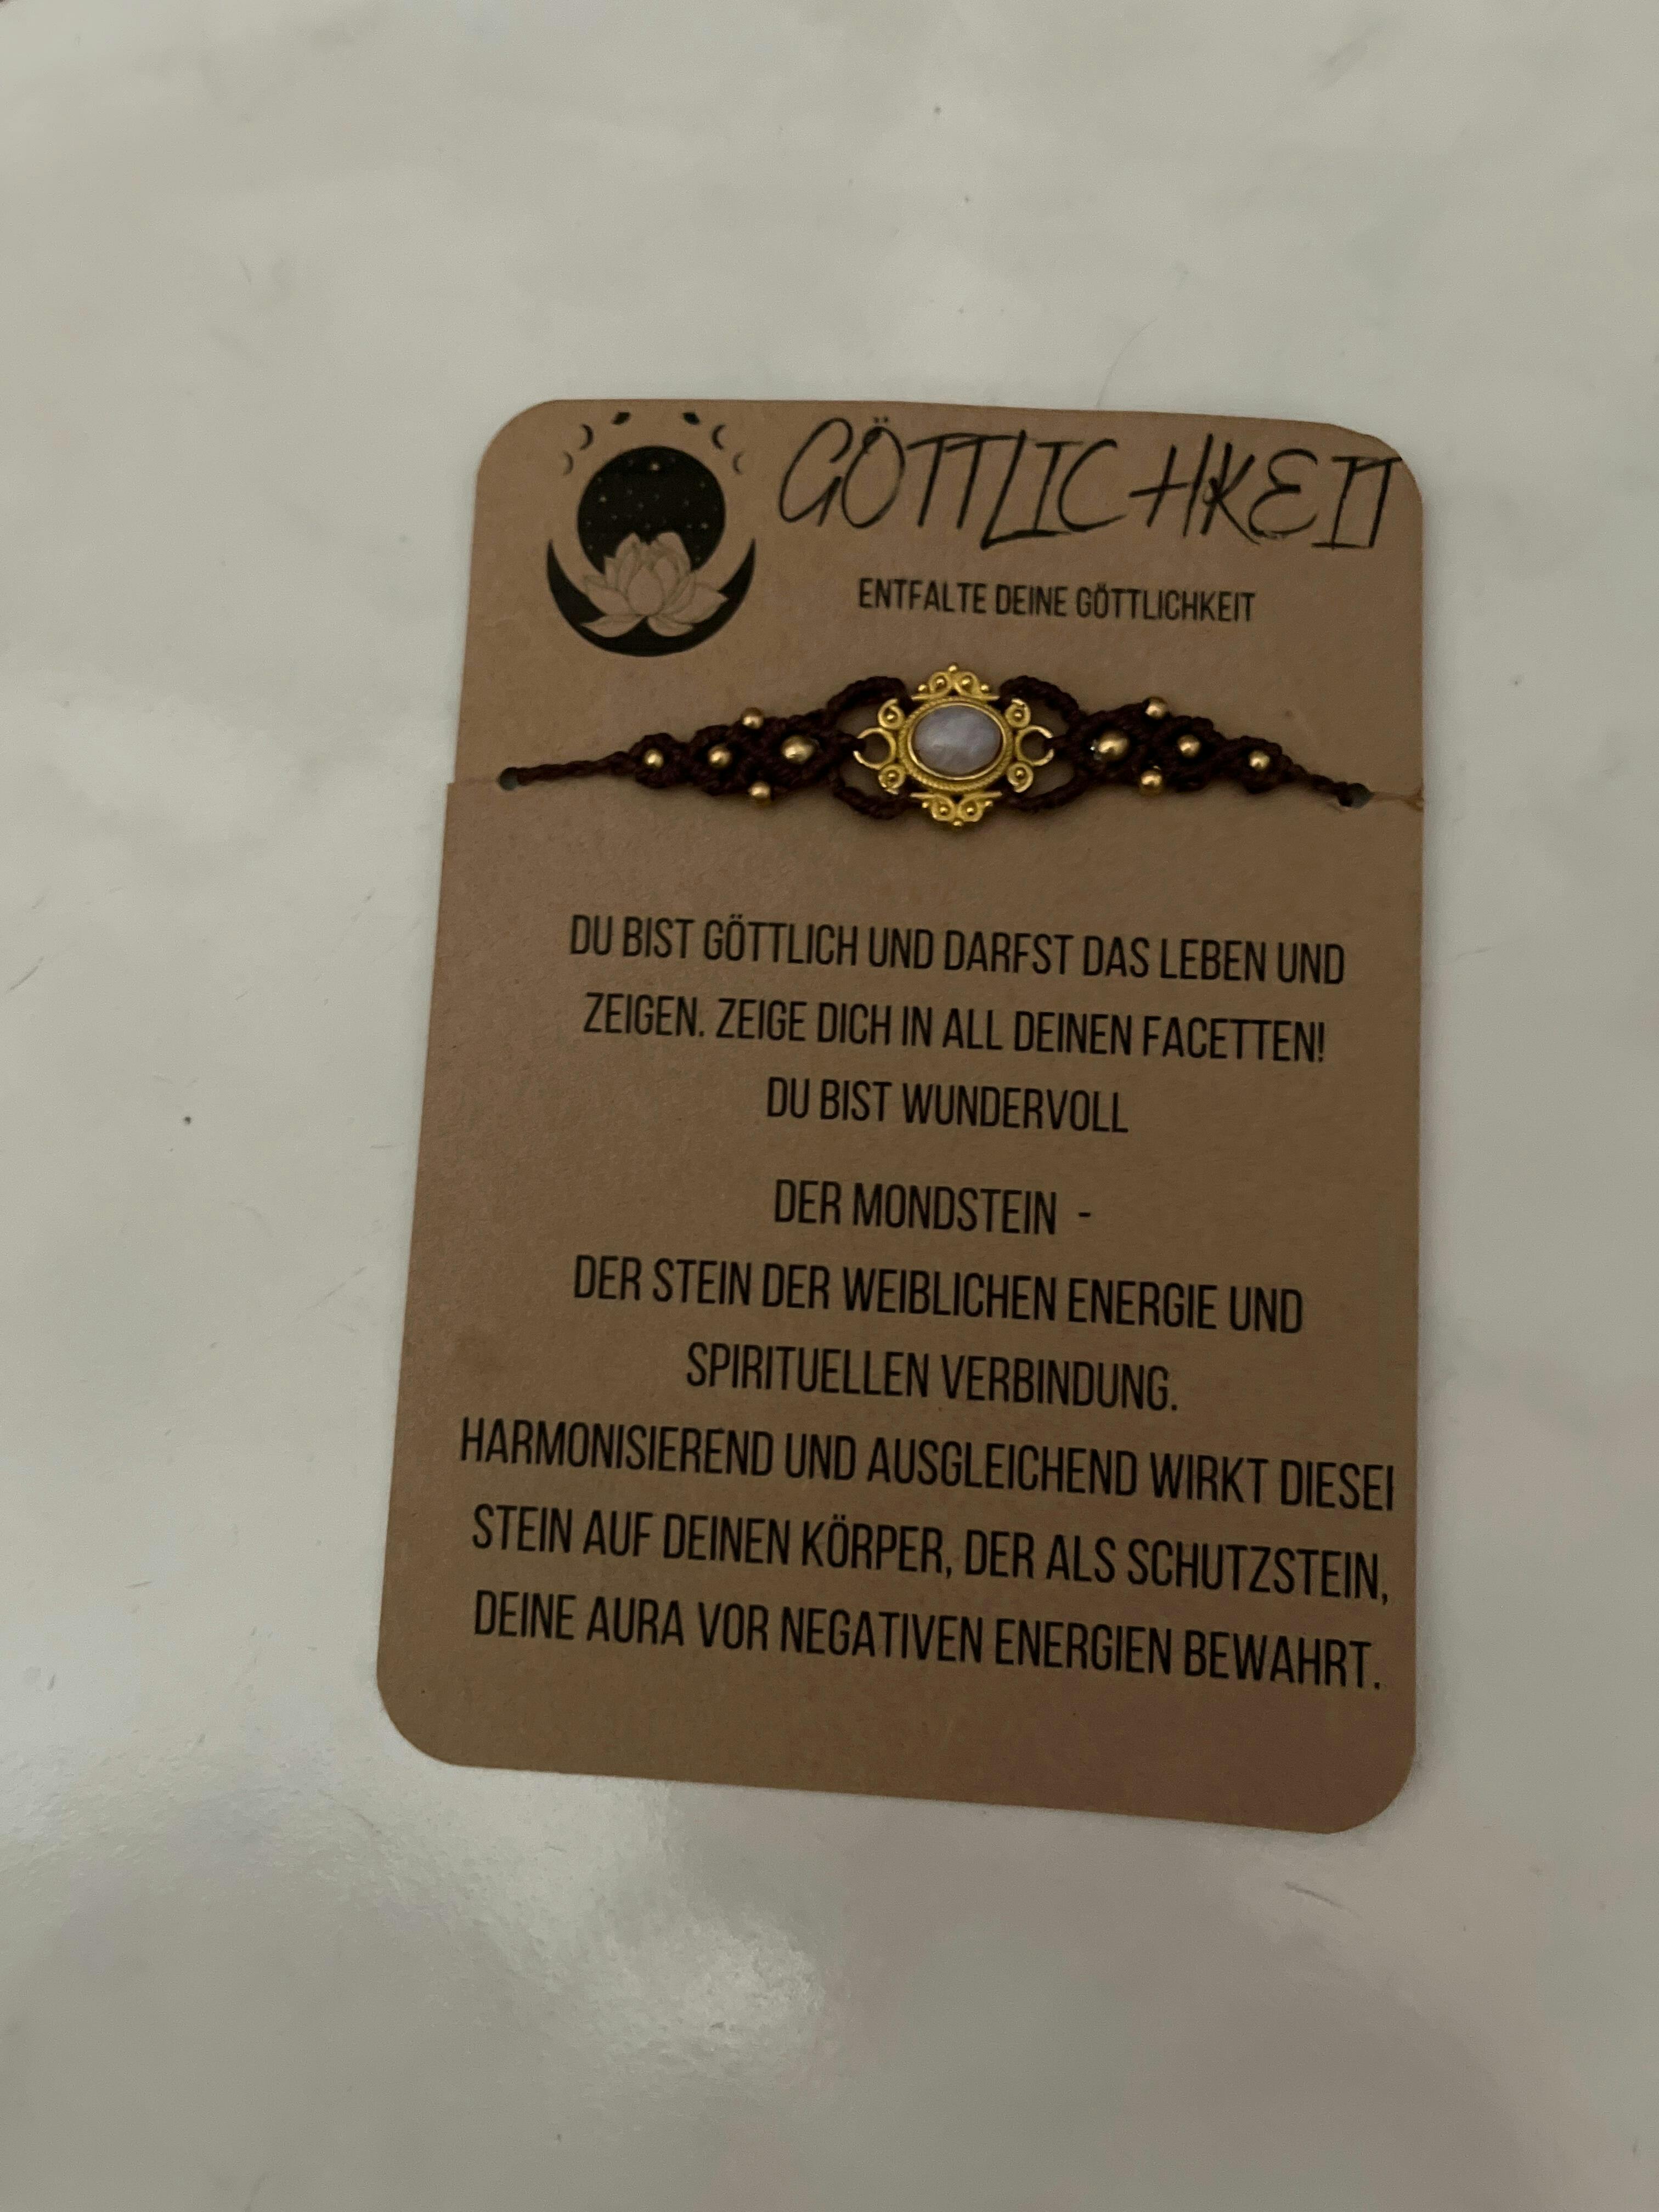 GÖTTLICHKEIT
ENTFALTE DEINE GÖTTLICHKEIT
DU BIST GÖTTLICH UND DARFST DAS LEBEN UND
ZEIGEN. ZEIGE DICH IN ALL DEINEN FACETTEN!
DU BIST WUNDERVOLL
DER MONDSTEIN -
DER STEIN DER WEIBLICHEN ENERGIE UND
SPIRITUELLEN VERBINDUNG.
HARMONISIEREND UND AUSGLEICHEND WIRKT DIESE
STEIN AUF DEINEN KÖRPER, DER ALS SCHUTZSTEIN,
DEINE AURA VOR NEGATIVEN ENERGIEN BEWAHRT.